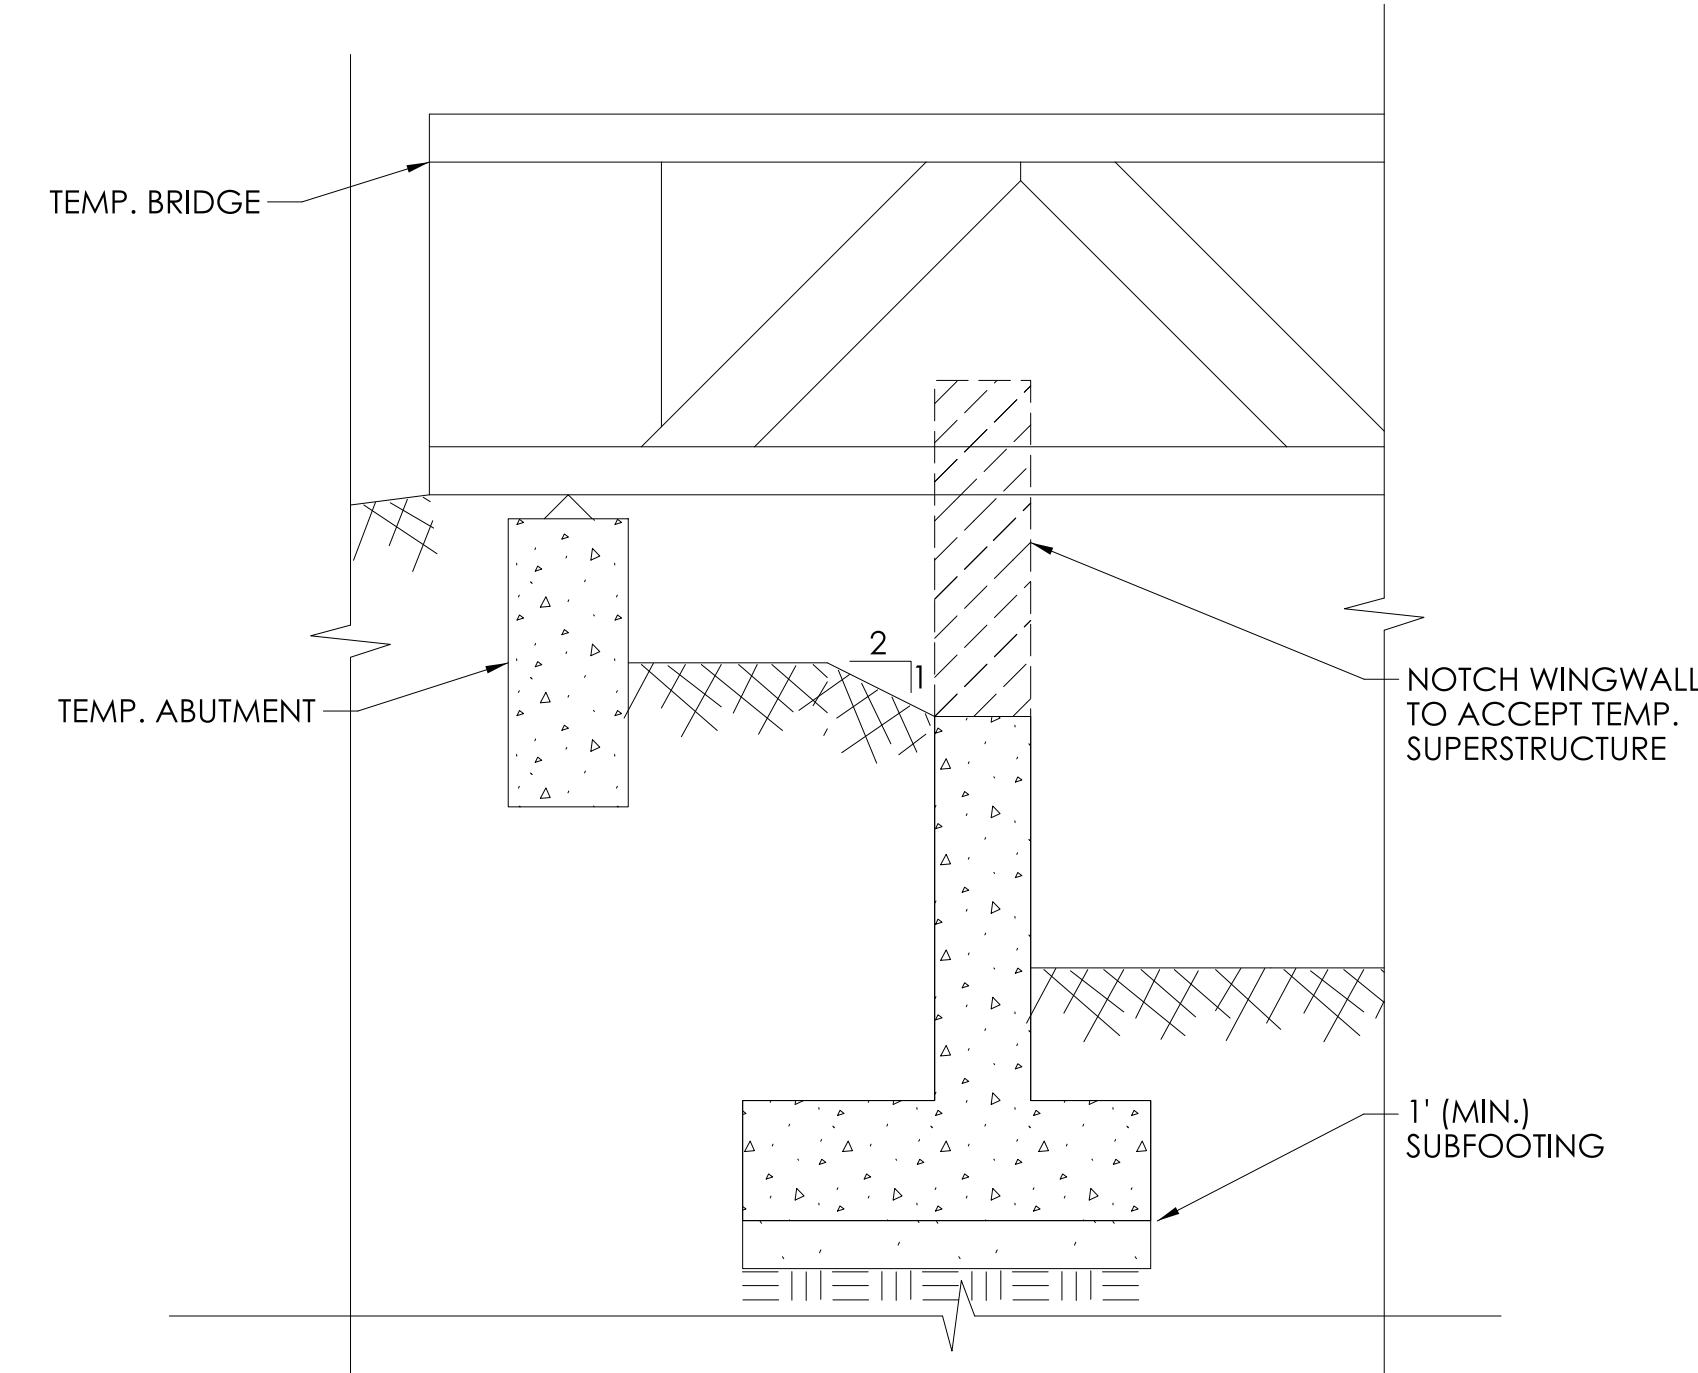 TEMP. BRIDGE
2
1
TEMP. ABUTMENT
NOTCH WINGWALL
TO ACCEPT TEMP.
SUPERSTRUCTURE
1' (MIN.)
SUBFOOTING